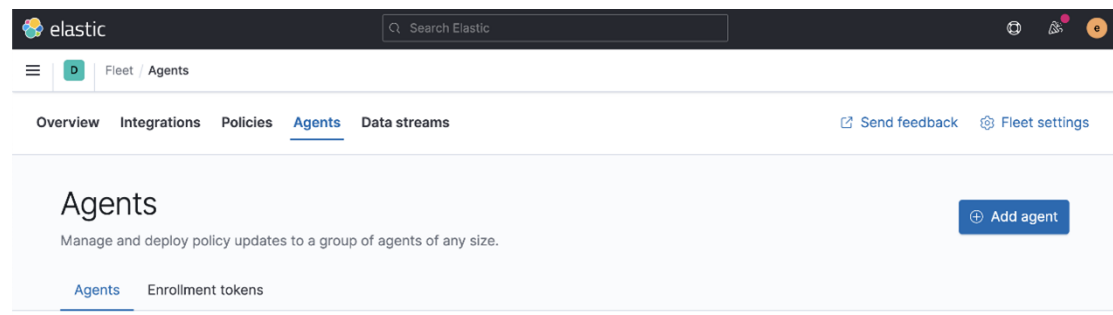 elastic Search Elastic e
D Fleet / Agents
Overview Integrations Policies Agents Data streams Send feedback Fleet settings
Agents
Add agent
Manage and deploy policy updates to a group of agents of any size.
Agents Enrollment tokens